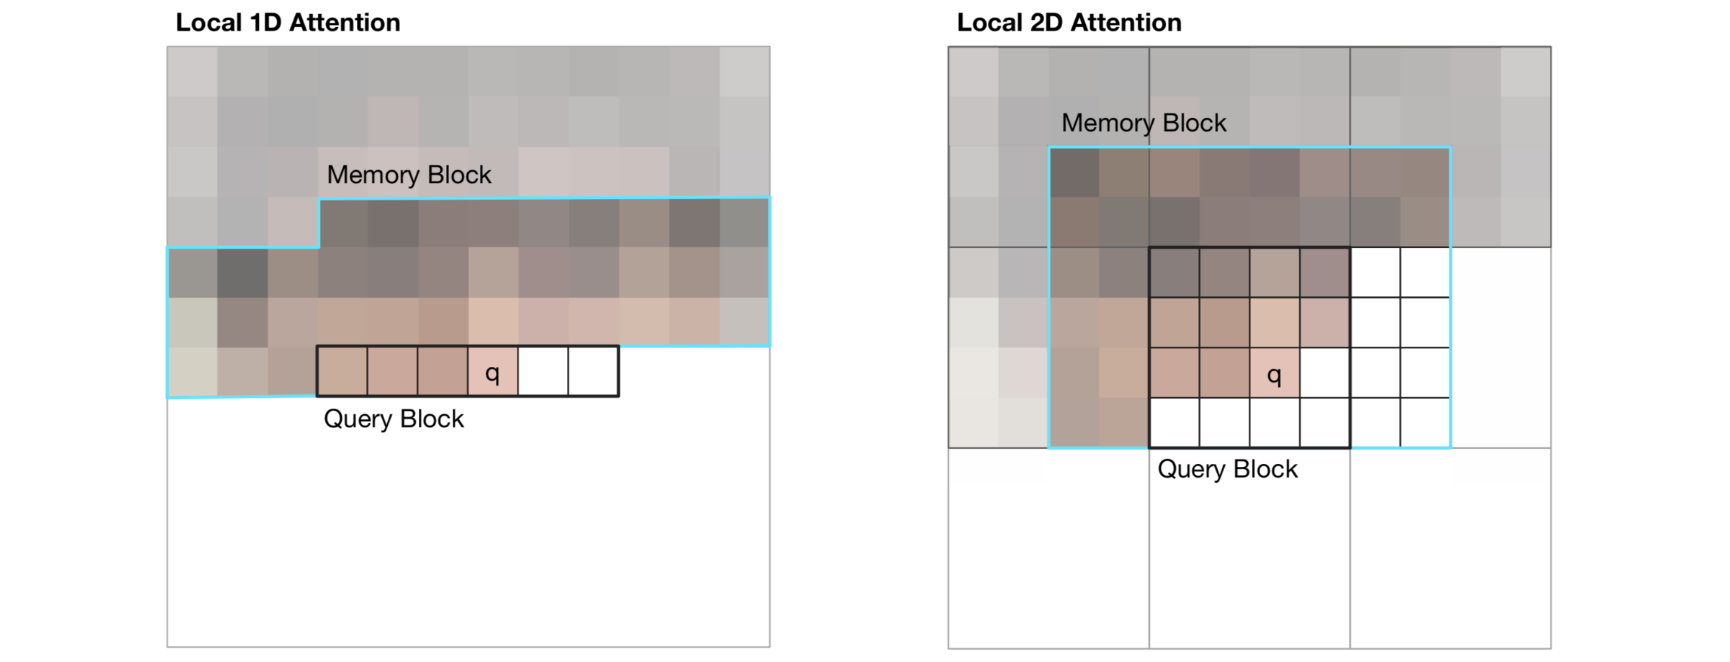 Local 1D Attention
Memory Block
q
Query Block
Local 2D Attention
Memory Block
q
Query Block